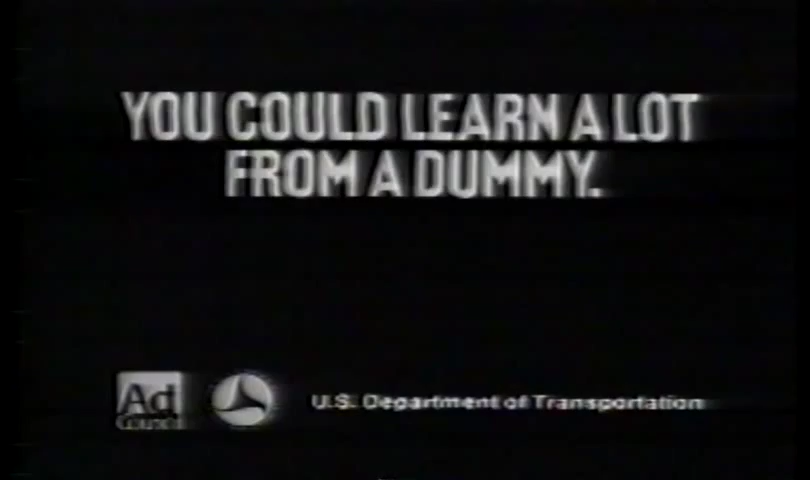 YOU COULD LEARN A LOT
FROM A DUMMY.
Ad
Council
U.S. Department of Transportation